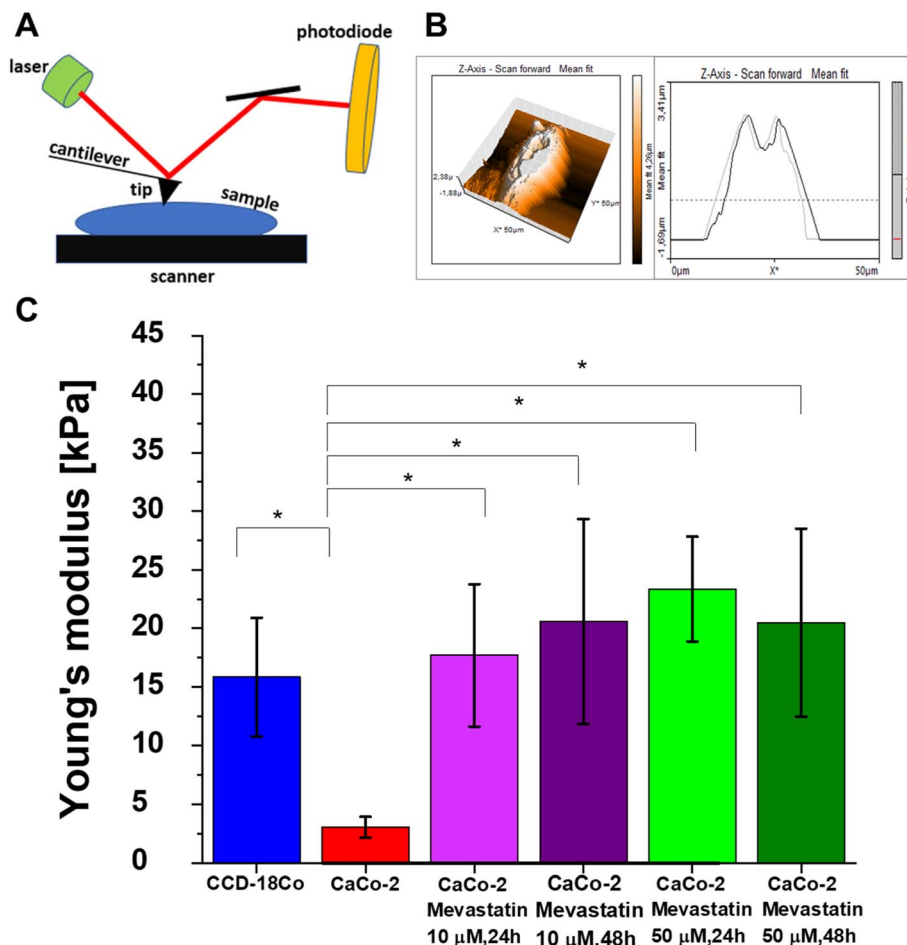 A
laser
photodiode
cantilever
tip
sample
scanner
B
Z-Axis - Scan forward Mean fit
2,38µ
-1,88µ
X* 50µm
Y* 50µm
Mean fit 4,26µm
Z-Axis - Scan forward Mean fit
3,41µm
Mean fit
-1,69µm
0µm
X*
50µm
C
Young's modulus [kPa]
45
40
35
30
25
20
15
10
5
0
*
*
*
*
*
CCD-18Co
CaCo-2
CaCo-2
Mevastatin
10 µM,24h
CaCo-2
Mevastatin
10 µM,48h
CaCo-2
Mevastatin
50 µM,24h
CaCo-2
Mevastatin
50 µM,48h